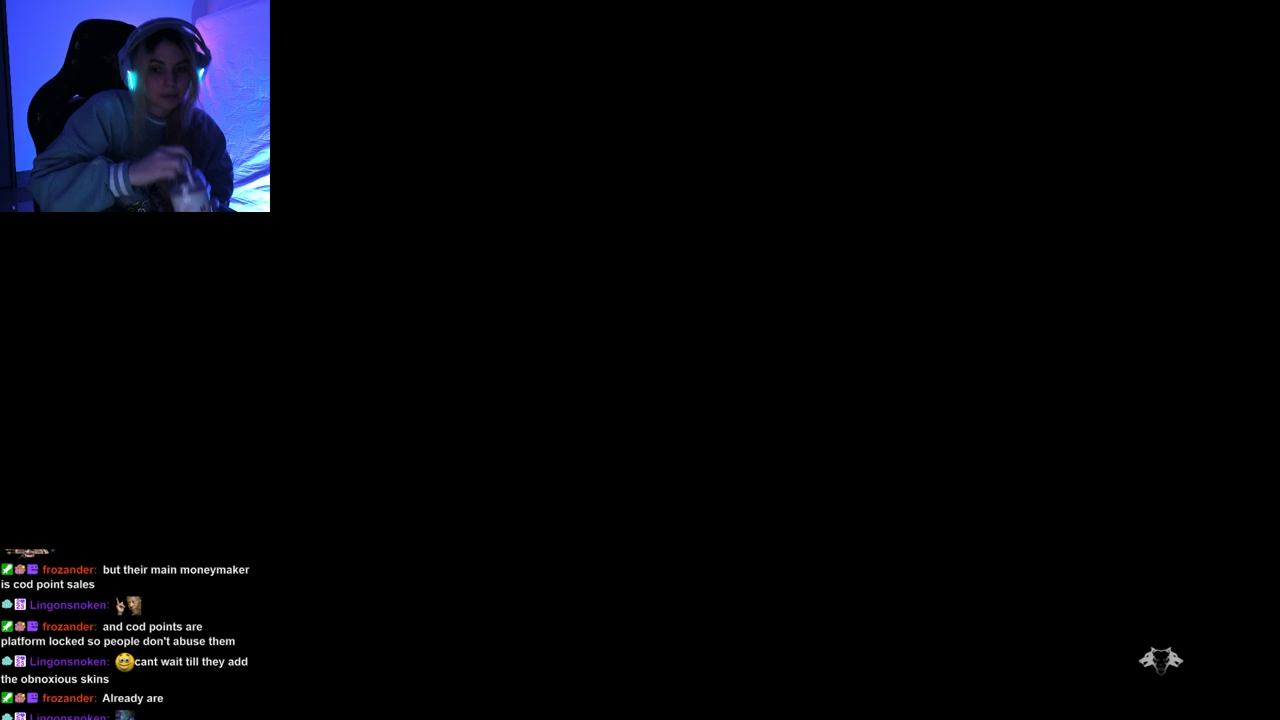 frozander: but their main moneymaker
is cod point sales
Lingonsnoken:
frozander: and cod points are
platform locked so people don't abuse them
Lingonsnoken: cant wait till they add
the obnoxious skins
frozander: Already are
Lingonsnoken: